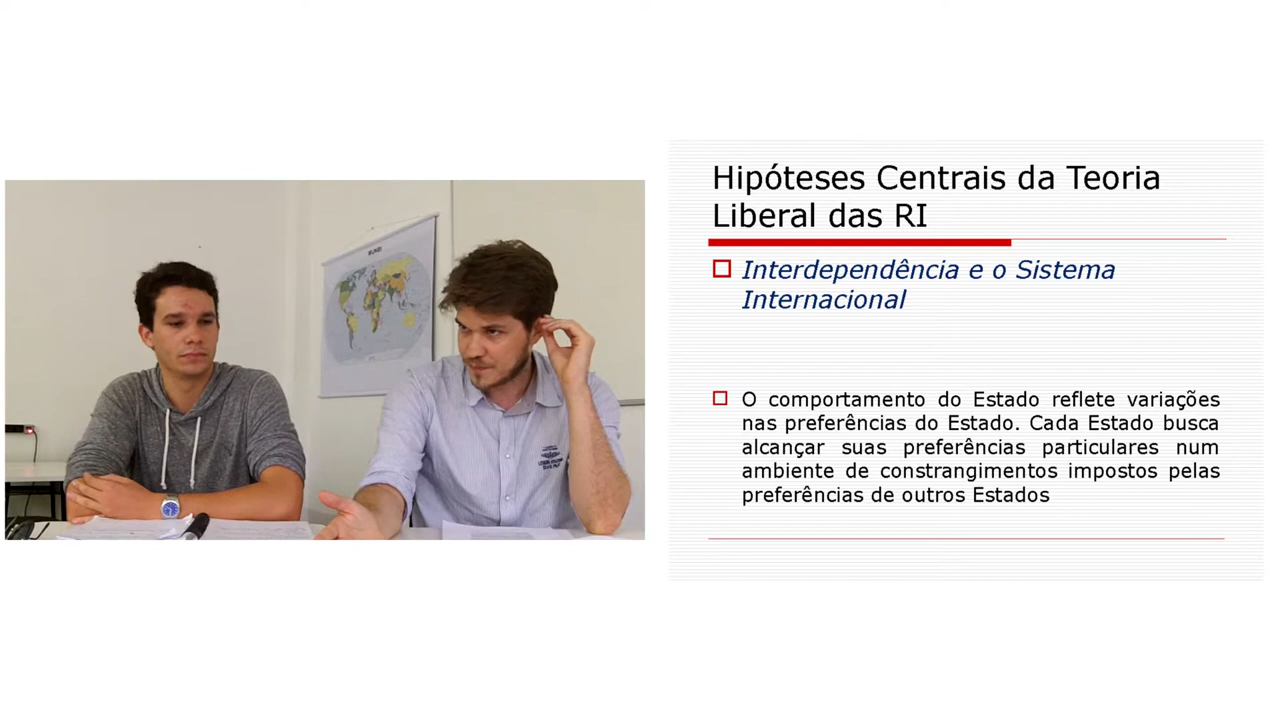 Hipóteses Centrais da Teoria
Liberal das RI
Interdependência e o Sistema
Internacional
O comportamento do Estado reflete variações
nas preferências do Estado. Cada Estado busca
alcançar suas preferências particulares num
ambiente de constrangimentos impostos pelas
preferências de outros Estados